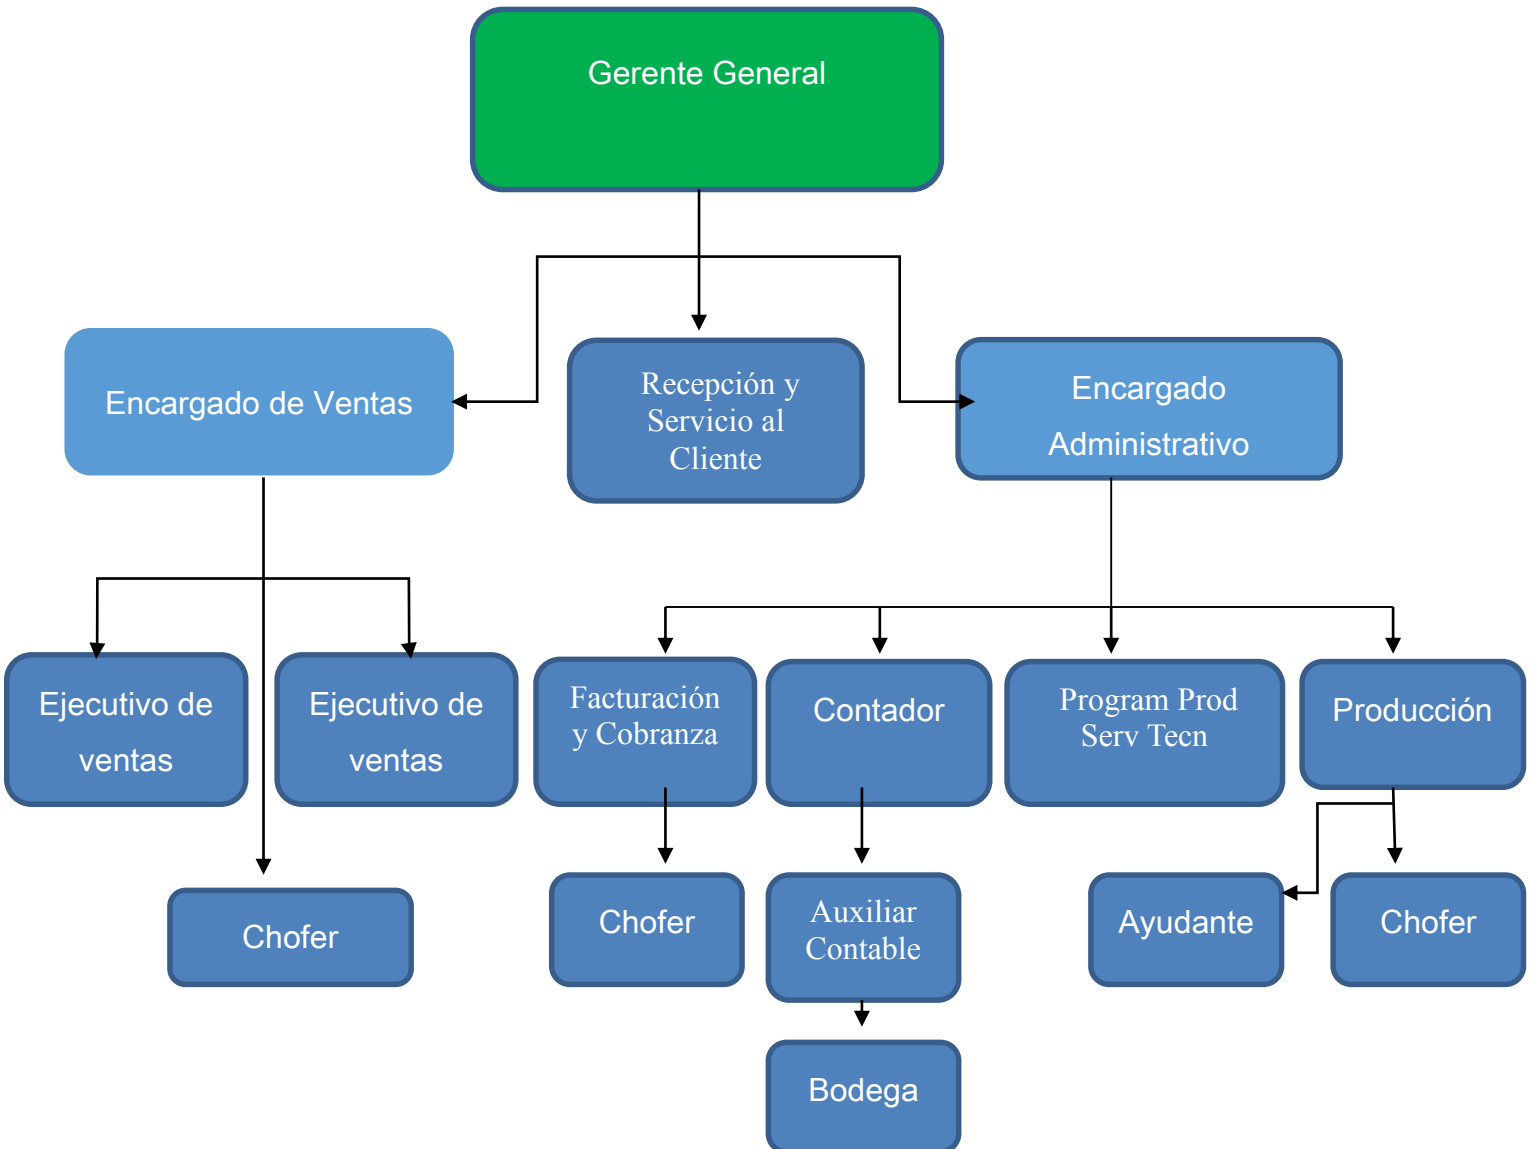 Gerente General
Encargado de Ventas
Recepción y
Servicio al
Cliente
Encargado
Administrativo
Ejecutivo de
ventas
Ejecutivo de
ventas
Facturación
y Cobranza
Contador
Program Prod
Serv Tecn
Producción
Chofer
Chofer
Auxiliar
Contable
Ayudante
Chofer
Bodega